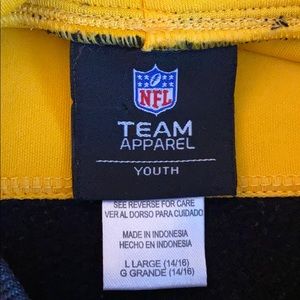 NFL
TEAM
APPAREL
YOUTH
SEE REVERSE FOR CARE
VER AL DORSO PARA CUIDADO
MADE IN INDONESIA
HECHO EN INDONESIA
L LARGE (14/16)
G GRANDE (14/16)